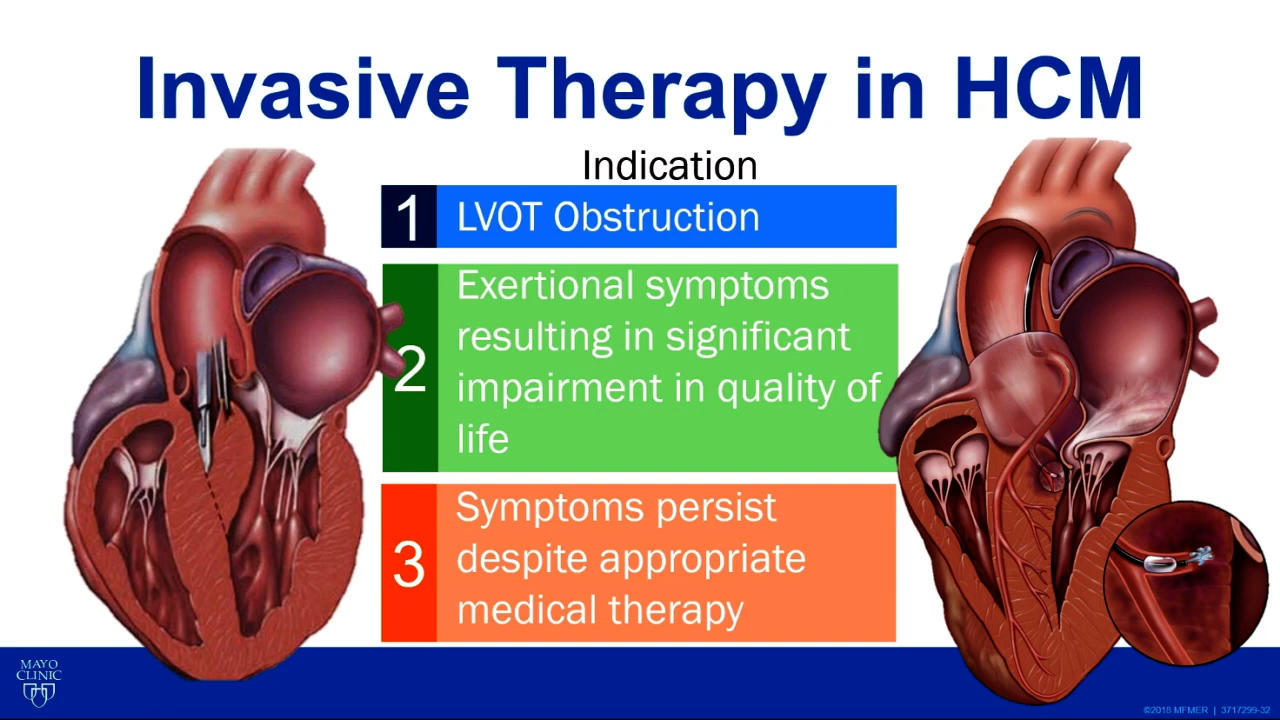 Invasive Therapy in HCM
Indication
1 LVOT Obstruction
2 Exertional symptoms
resulting in significant
impairment in quality of
life
3 Symptoms persist
despite appropriate
medical therapy
MAYO
CLINIC
©2018 MFMER | 3717299-32